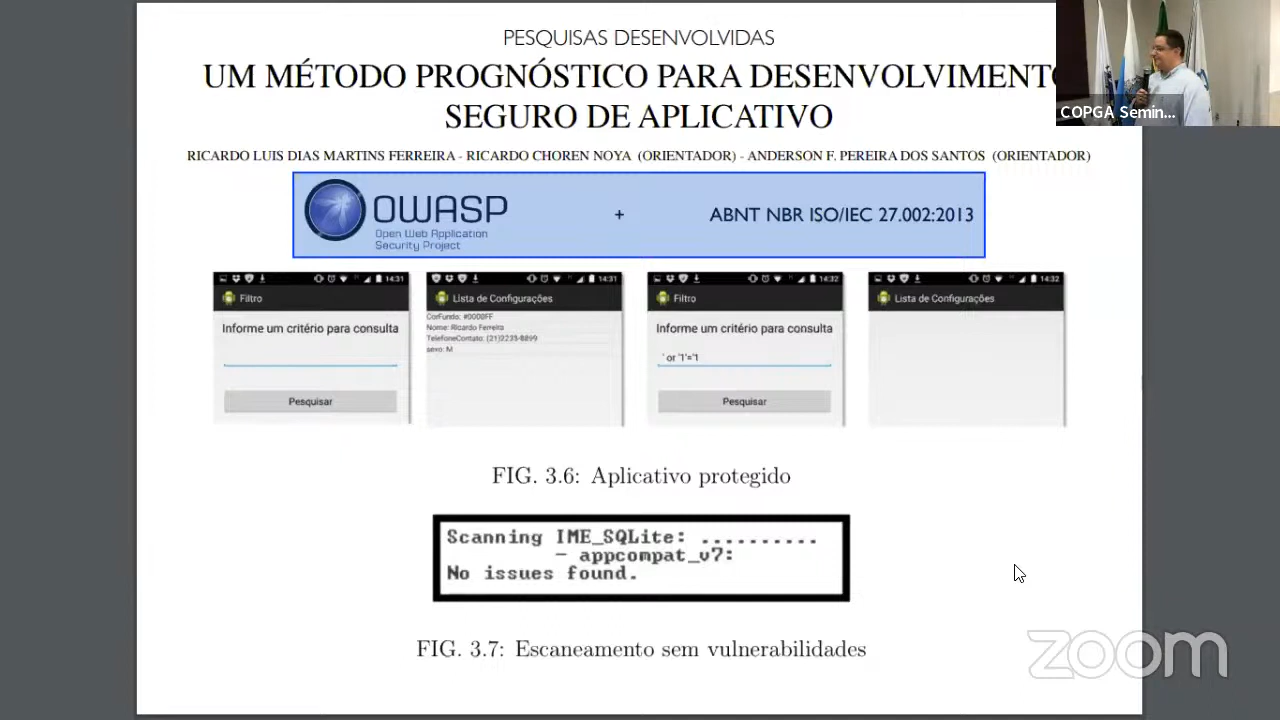 PESQUISAS DESENVOLVIDAS
UM MÉTODO PROGNÓSTICO PARA DESENVOLVIMENTO
SEGURO DE APLICATIVO
COPGA Semin...
RICARDO LUIS DIAS MARTINS FERREIRA - RICARDO CHOREN NOYA (ORIENTADOR) - ANDERSON F. PEREIRA DOS SANTOS (ORIENTADOR)
OWASP
Open Web Application
Security Project
+
ABNT NBR ISO/IEC 27.002:2013
14:31
Filtro
Informe um critério para consulta
Pesquisar
14:31
Lista de Configurações
CorFundo: #0000FF
Nome: Ricardo Ferreira
TelefoneContato: (21)2233-8899
sexo: M
14:32
Filtro
Informe um critério para consulta
' or '1'='1
Pesquisar
14:32
Lista de Configurações
FIG. 3.6: Aplicativo protegido
Scanning IME_SQLite: ..........
- appcompat_v7:
No issues found.
FIG. 3.7: Escaneamento sem vulnerabilidades
zoom